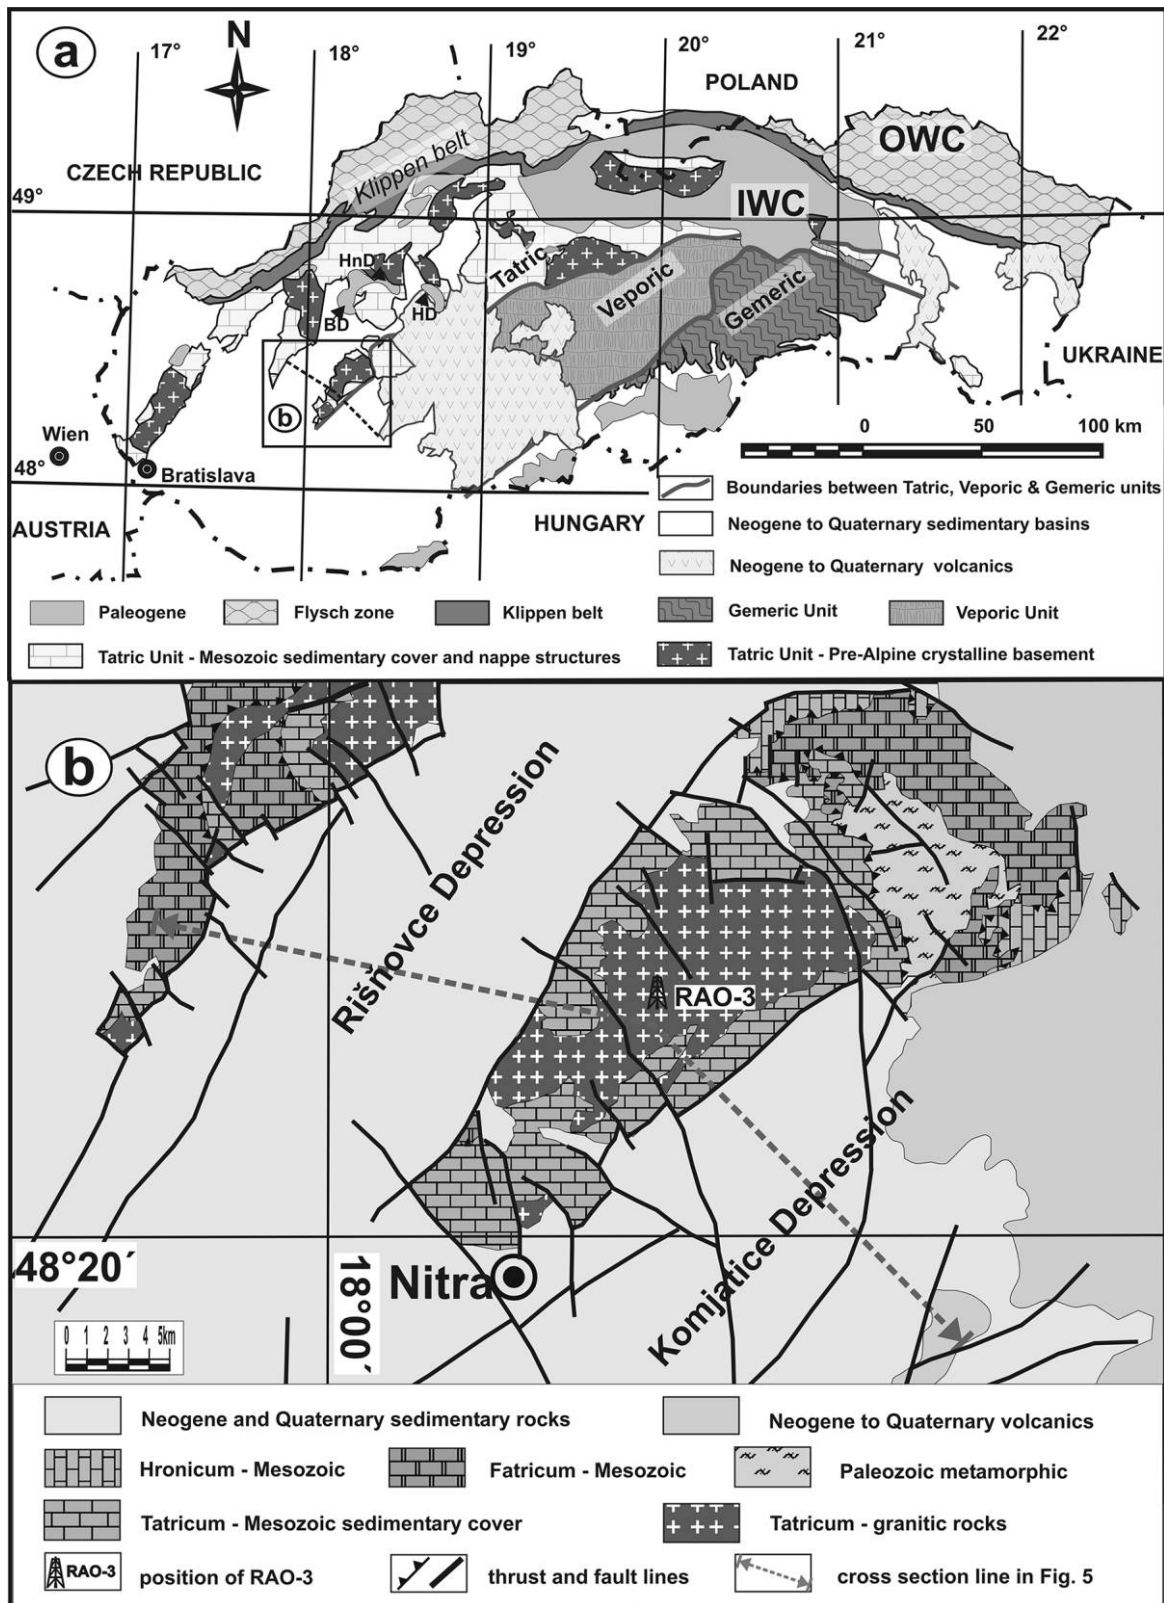 a
N
17°
18°
19°
20°
21°
22°
POLAND
CZECH REPUBLIC
Klippen belt
OWC
49°
IWC
HnD
Tatric
BD
HD
Veporic
Gemeric
UKRAINE
b
Wien
48°
Bratislava
0 50 100 km
AUSTRIA
HUNGARY
Boundaries between Tatric, Veporic & Gemeric units
Neogene to Quaternary sedimentary basins
Neogene to Quaternary volcanics
Paleogene
Flysch zone
Klippen belt
Gemeric Unit
Veporic Unit
Tatric Unit - Mesozoic sedimentary cover and nappe structures
Tatric Unit - Pre-Alpine crystalline basement
b
Rišňovce Depression
RAO-3
Komjatice Depression
48°20´
18°00´
Nitra
0 1 2 3 4 5km
Neogene and Quaternary sedimentary rocks
Neogene to Quaternary volcanics
Hronicum - Mesozoic
Fatricum - Mesozoic
Paleozoic metamorphic
Tatricum - Mesozoic sedimentary cover
Tatricum - granitic rocks
RAO-3
position of RAO-3
thrust and fault lines
cross section line in Fig. 5